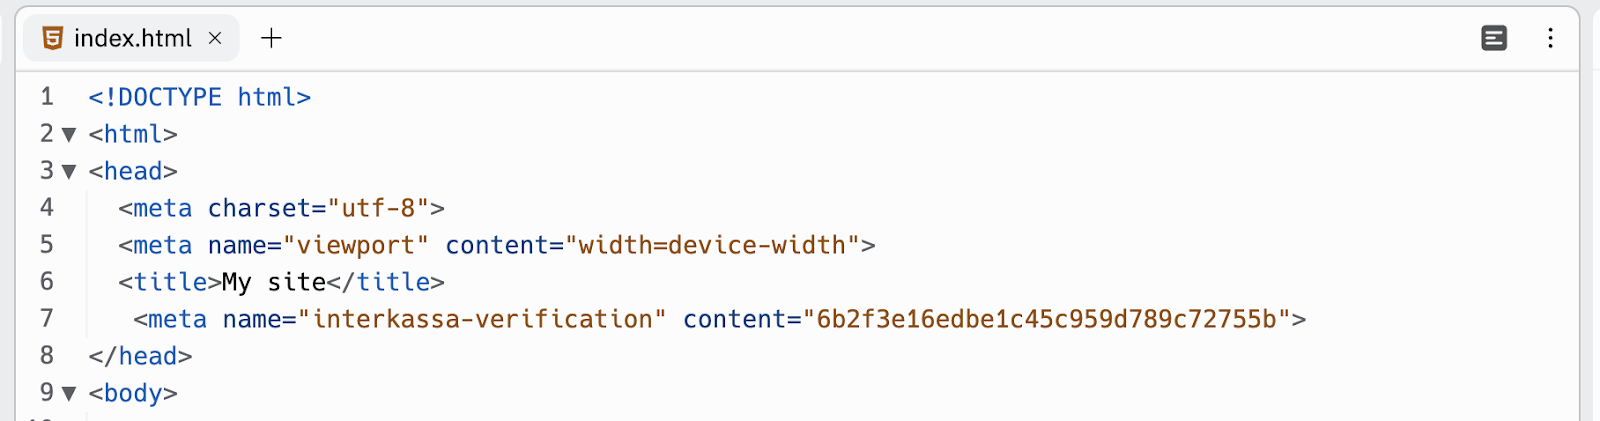 index.html
1 <!DOCTYPE html>
2 <html>
3 <head>
4 <meta charset="utf-8">
5 <meta name="viewport" content="width=device-width">
6 <title>My site</title>
7 <meta name="interkassa-verification" content="6b2f3e16edbe1c45c959d789c72755b">
8 </head>
9 <body>